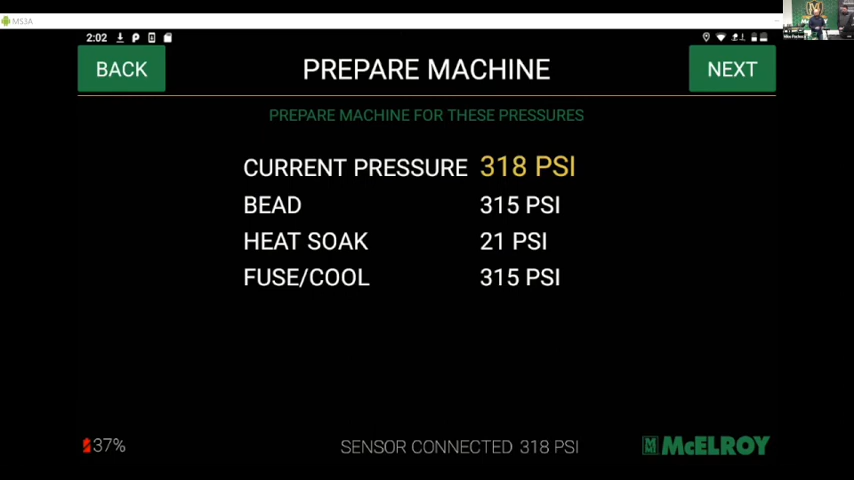 MS3A
2:02
BACK
PREPARE MACHINE
NEXT
PREPARE MACHINE FOR THESE PRESSURES
CURRENT PRESSURE 318 PSI
BEAD 315 PSI
HEAT SOAK 21 PSI
FUSE/COOL 315 PSI
37%
SENSOR CONNECTED 318 PSI
McELROY